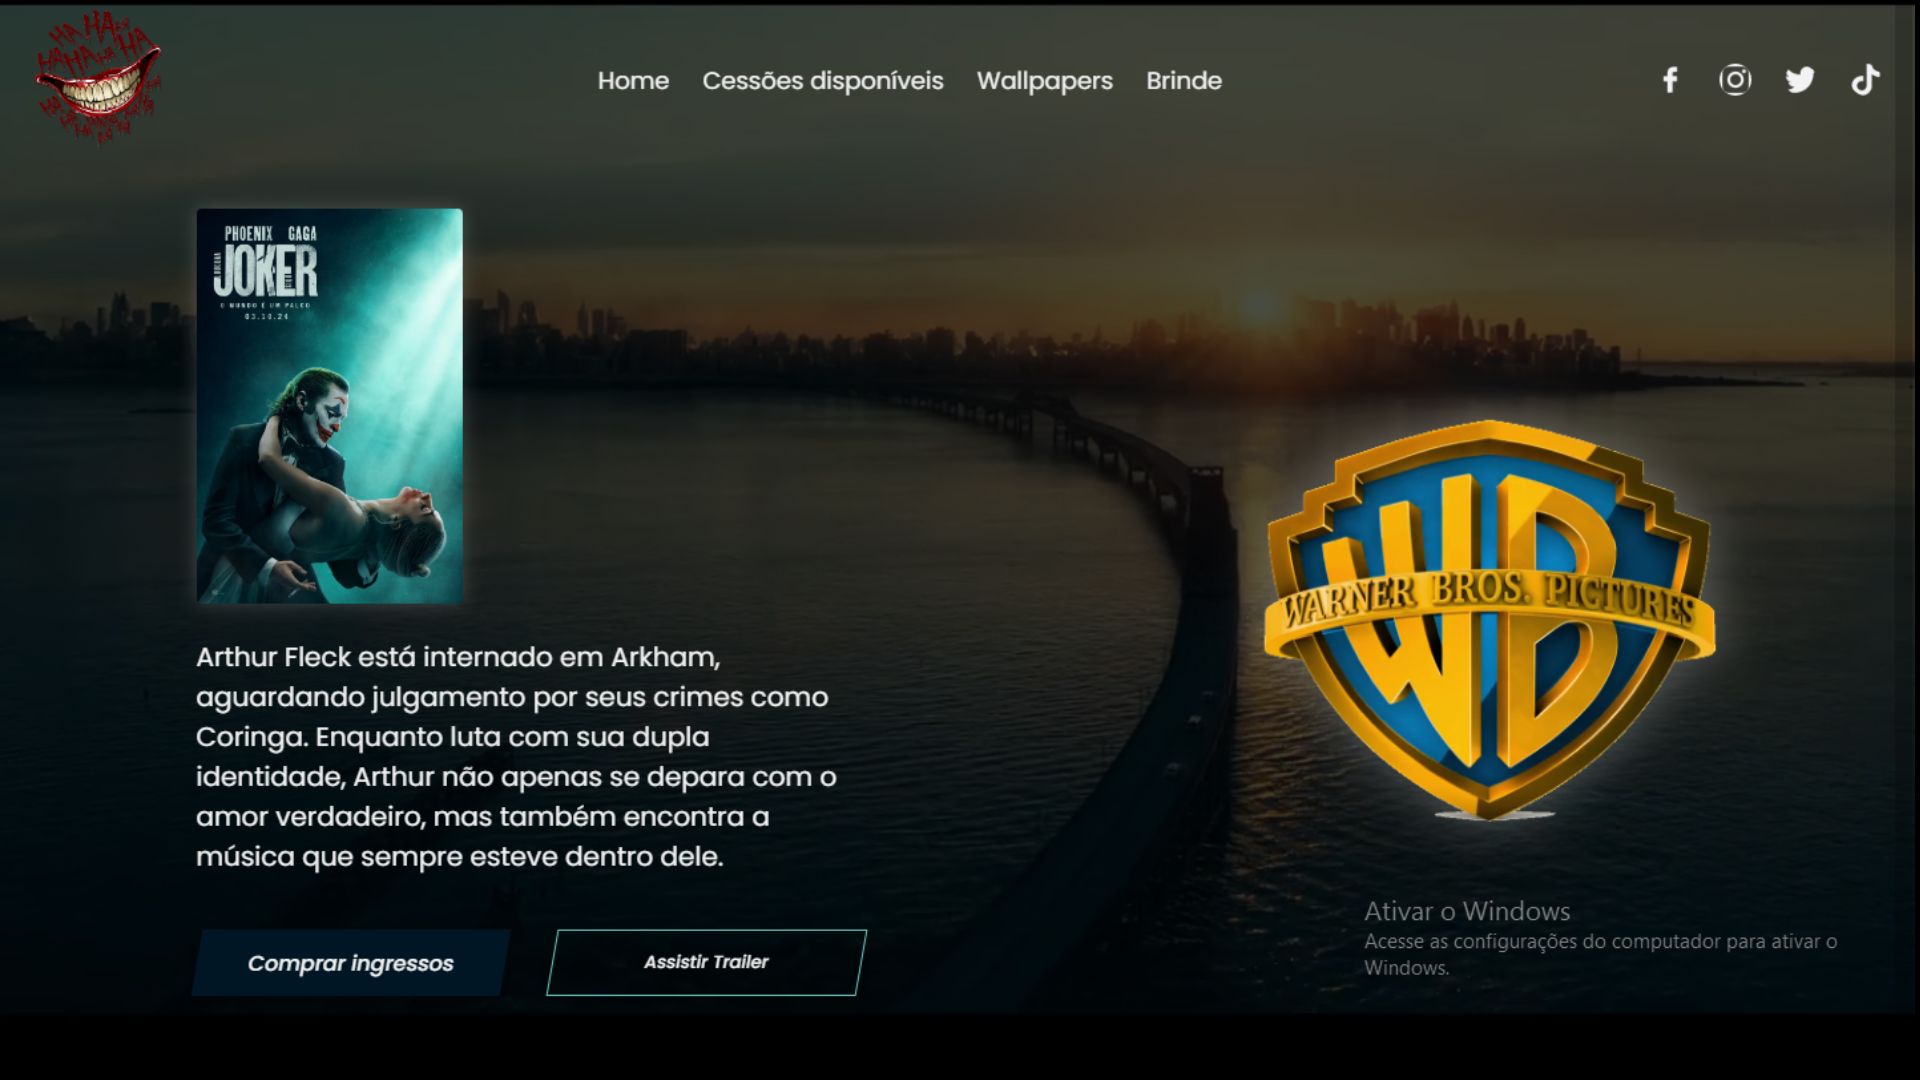 HA HA HA
HA HA HA HA
Home Cessões disponíveis Wallpapers Brinde
PHOENIX GAGA
JOKER
O MUNDO É UM PALCO
03.10.24
WARNER BROS. PICTURES
Arthur Fleck está internado em Arkham,
aguardando julgamento por seus crimes como
Coringa. Enquanto luta com sua dupla
identidade, Arthur não apenas se depara com o
amor verdadeiro, mas também encontra a
música que sempre esteve dentro dele.
Comprar ingressos
Assistir Trailer
Ativar o Windows
Acesse as configurações do computador para ativar o
Windows.